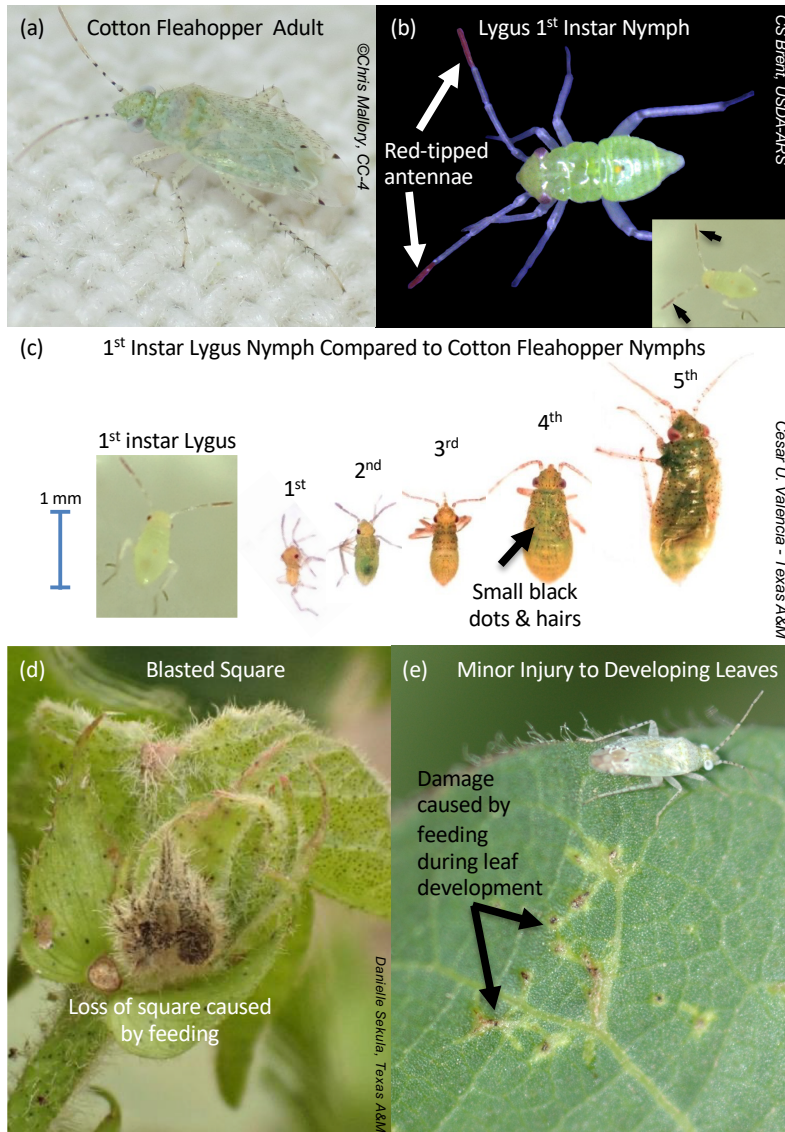 (a) Cotton Fleahopper Adult
©Chris Mallory, CC-4
(b) Lygus 1st Instar Nymph
CS Brent, USDA-ARS
Red-tipped
antennae
(c) 1st Instar Lygus Nymph Compared to Cotton Fleahopper Nymphs
1st instar Lygus
1 mm
1st
2nd
3rd
4th
5th
Small black
dots & hairs
Cesar U. Valencia - Texas A&M
(d) Blasted Square
Loss of square caused
by feeding
Danielle Sekula, Texas A&M
(e) Minor Injury to Developing Leaves
Damage
caused by
feeding
during leaf
development